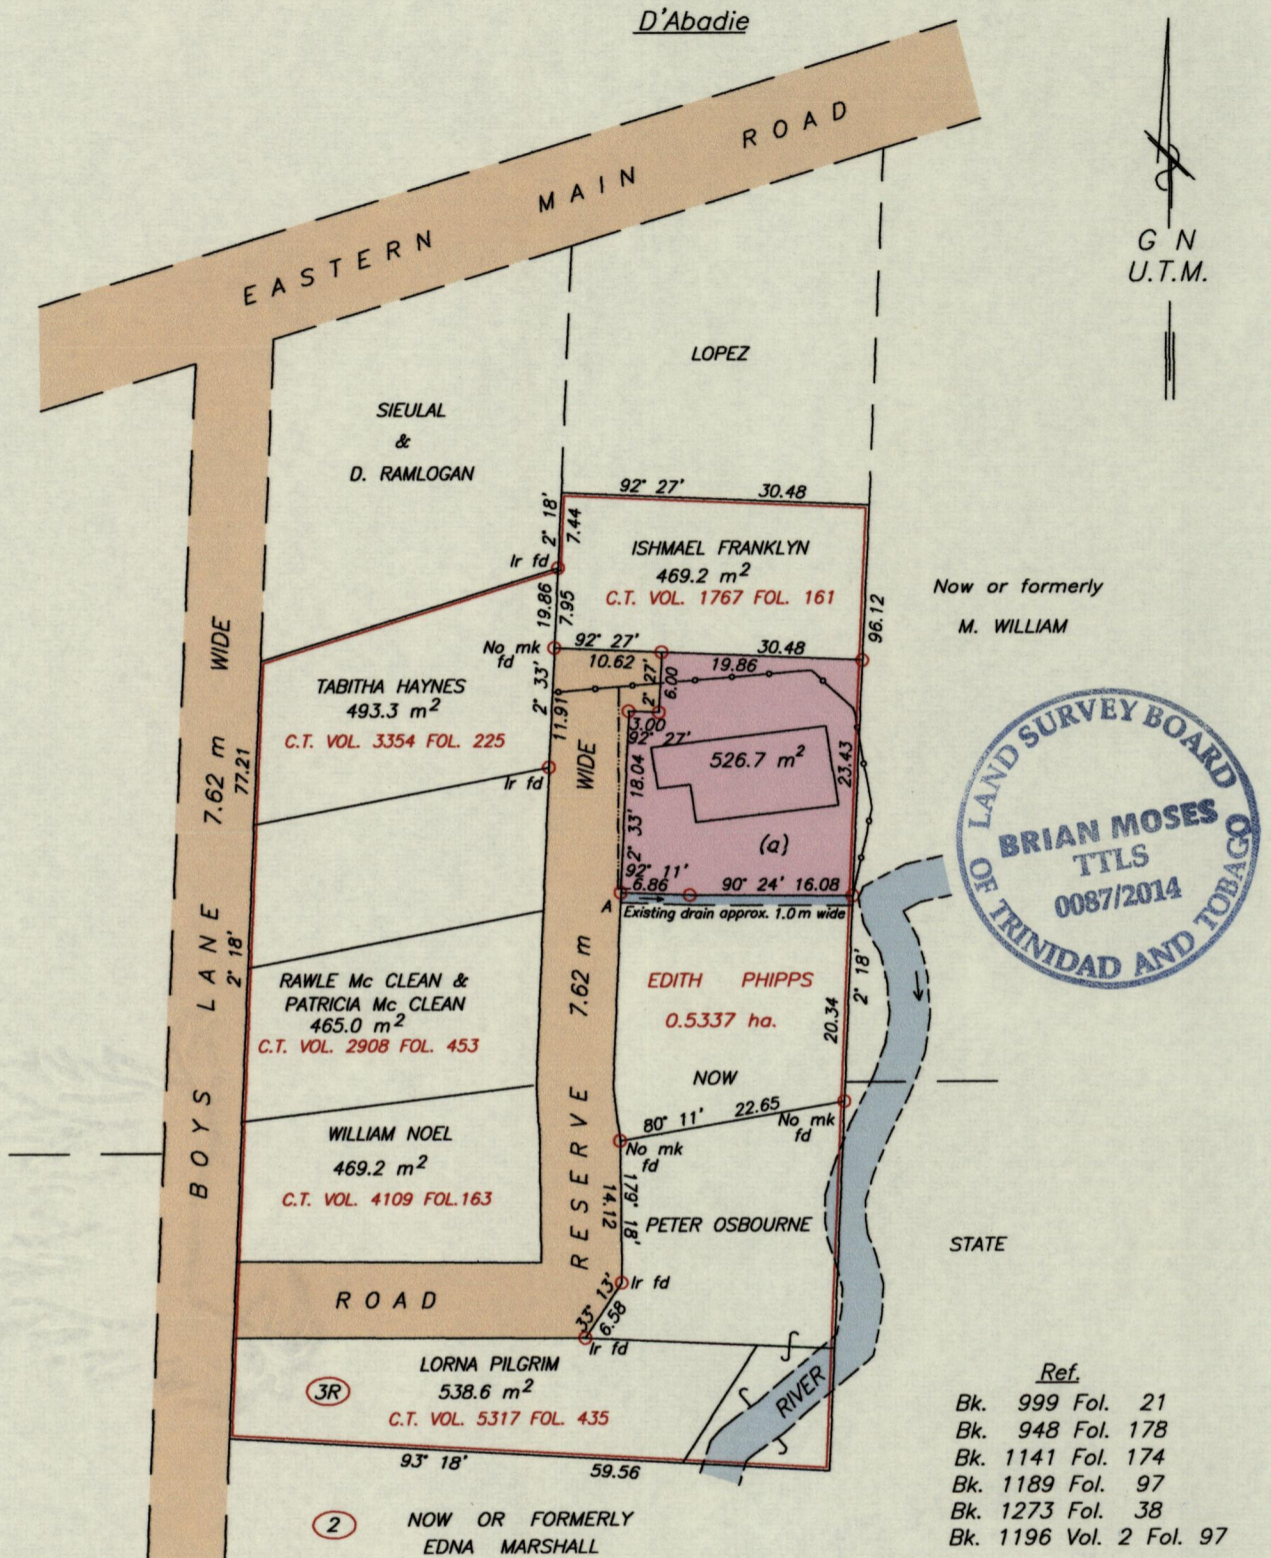 D'Abadie
EASTERN MAIN ROAD
G N
U.T.M.
LOPEZ
SIEULAL
&
D. RAMLOGAN
92° 27' 30.48
2° 18'
7.44
Ir fd
ISHMAEL FRANKLYN
469.2 m²
C.T. VOL. 1767 FOL. 161
19.86
7.95
96.12
Now or formerly
M. WILLIAM
No mk
fd
92° 27' 30.48
10.62
19.86
2° 33'
11.91
2° 27'
6.00
3.00
92° 27'
TABITHA HAYNES
493.3 m²
C.T. VOL. 3354 FOL. 225
Ir fd
7.62 m WIDE
77.21
BOYS LANE
2° 18'
WIDE
7.62 m
RESERVE
ROAD
18.04
2° 33'
526.7 m²
23.43
(a)
92° 11'
6.86
90° 24' 16.08
A
Existing drain approx. 1.0 m wide
LAND SURVEY BOARD
OF TRINIDAD AND TOBAGO
BRIAN MOSES
TTLS
0087/2014
RAWLE Mc CLEAN &
PATRICIA Mc CLEAN
465.0 m²
C.T. VOL. 2908 FOL. 453
EDITH PHIPPS
0.5337 ha.
20.34
2° 18'
NOW
80° 11' 22.65
No mk
fd
No mk
fd
WILLIAM NOEL
469.2 m²
C.T. VOL. 4109 FOL.163
179° 18'
14.12
PETER OSBOURNE
STATE
Ir fd
33° 13'
6.58
Ir fd
LORNA PILGRIM
3R
538.6 m²
C.T. VOL. 5317 FOL. 435
RIVER
93° 18' 59.56
2
NOW OR FORMERLY
EDNA MARSHALL
Ref.
Bk. 999 Fol. 21
Bk. 948 Fol. 178
Bk. 1141 Fol. 174
Bk. 1189 Fol. 97
Bk. 1273 Fol. 38
Bk. 1196 Vol. 2 Fol. 97